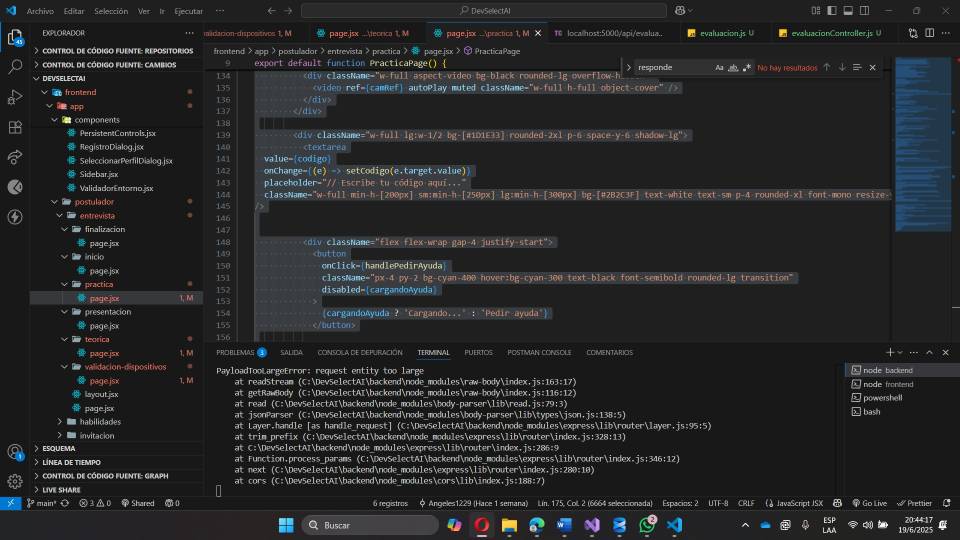 Archivo Editar Selección Ver Ir Ejecutar ... DevSelectAI
EXPLORADOR ...
CONTROL DE CÓDIGO FUENTE: REPOSITORIOS
CONTROL DE CÓDIGO FUENTE: CAMBIOS
DEVSELECTAI
frontend
app
components
PersistentControls.jsx
RegistroDialog.jsx
SeleccionarPerfilDialog.jsx
Sidebar.jsx
ValidadorEntorno.jsx
postulador
entrevista
finalizacion
page.jsx
inicio
page.jsx
practica
page.jsx 1, M
presentacion
page.jsx
teorica
page.jsx 1, M
validacion-dispositivos
page.jsx 1, M
layout.jsx
page.jsx
habilidades
invitacion
ESQUEMA
LÍNEA DE TIEMPO
CONTROL DE CÓDIGO FUENTE: GRAPH
LIVE SHARE
validacion-dispositivos 1, M page.jsx ...\teorica 1, M page.jsx ...\practica 1, M localhost:5000/api/evalua... evaluacion.js U evaluacionController.js U
frontend > app > postulador > entrevista > practica > page.jsx > PracticaPage
responde Aa ab No hay resultados
9 export default function PracticaPage() {
134 <div className="w-full aspect-video bg-black rounded-lg overflow-h
135 <video ref={camRef} autoPlay muted className="w-full h-full object-cover" />
136 </div>
137 </div>
138
139 <div className="w-full lg:w-1/2 bg-[#1D1E33] rounded-2xl p-6 space-y-6 shadow-lg">
140 <textarea
141 value={codigo}
142 onChange={(e) => setCodigo(e.target.value)}
143 placeholder="// Escribe tu código aquí..."
144 className="w-full min-h-[200px] sm:min-h-[250px] lg:min-h-[300px] bg-[#2B2C3F] text-white text-sm p-4 rounded-xl font-mono resize-
145 />
146
147
148 <div className="flex flex-wrap gap-4 justify-start">
149 <button
150 onClick={handlePedirAyuda}
151 className="px-4 py-2 bg-cyan-400 hover:bg-cyan-300 text-black font-semibold rounded-lg transition"
152 disabled={cargandoAyuda}
153 >
154 {cargandoAyuda ? 'Cargando...' : 'Pedir ayuda'}
155 </button>
156
PROBLEMAS 3 SALIDA CONSOLA DE DEPURACIÓN TERMINAL PUERTOS POSTMAN CONSOLE COMENTARIOS
PayloadTooLargeError: request entity too large
at readStream (C:\DevSelectAI\backend\node_modules\raw-body\index.js:163:17)
at getRawBody (C:\DevSelectAI\backend\node_modules\raw-body\index.js:116:12)
at read (C:\DevSelectAI\backend\node_modules\body-parser\lib\read.js:79:3)
at jsonParser (C:\DevSelectAI\backend\node_modules\body-parser\lib\types\json.js:138:5)
at Layer.handle [as handle_request] (C:\DevSelectAI\backend\node_modules\express\lib\router\layer.js:95:5)
at trim_prefix (C:\DevSelectAI\backend\node_modules\express\lib\router\index.js:328:13)
at C:\DevSelectAI\backend\node_modules\express\lib\router\index.js:286:9
at Function.process_params (C:\DevSelectAI\backend\node_modules\express\lib\router\index.js:346:12)
at next (C:\DevSelectAI\backend\node_modules\express\lib\router\index.js:280:10)
at cors (C:\DevSelectAI\backend\node_modules\cors\lib\index.js:188:7)
node backend
node frontend
powershell
bash
main* 3 0 Shared 0 6 registros Angeles1229 (Hace 1 semana) Lín. 175, Col. 2 (6664 seleccionada) Espacios: 2 UTF-8 CRLF JavaScript JSX Go Live Prettier
Buscar
2
ESP
LAA
20:44:17
19/6/2025